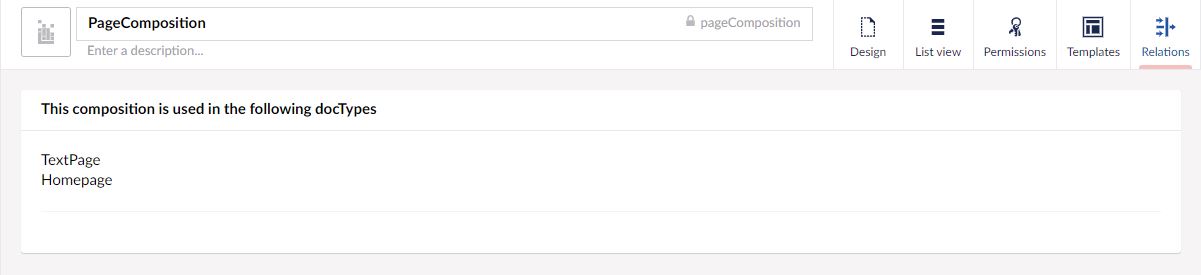 PageComposition
pageComposition
Enter a description...
Design
List view
Permissions
Templates
Relations
This composition is used in the following docTypes
TextPage
Homepage